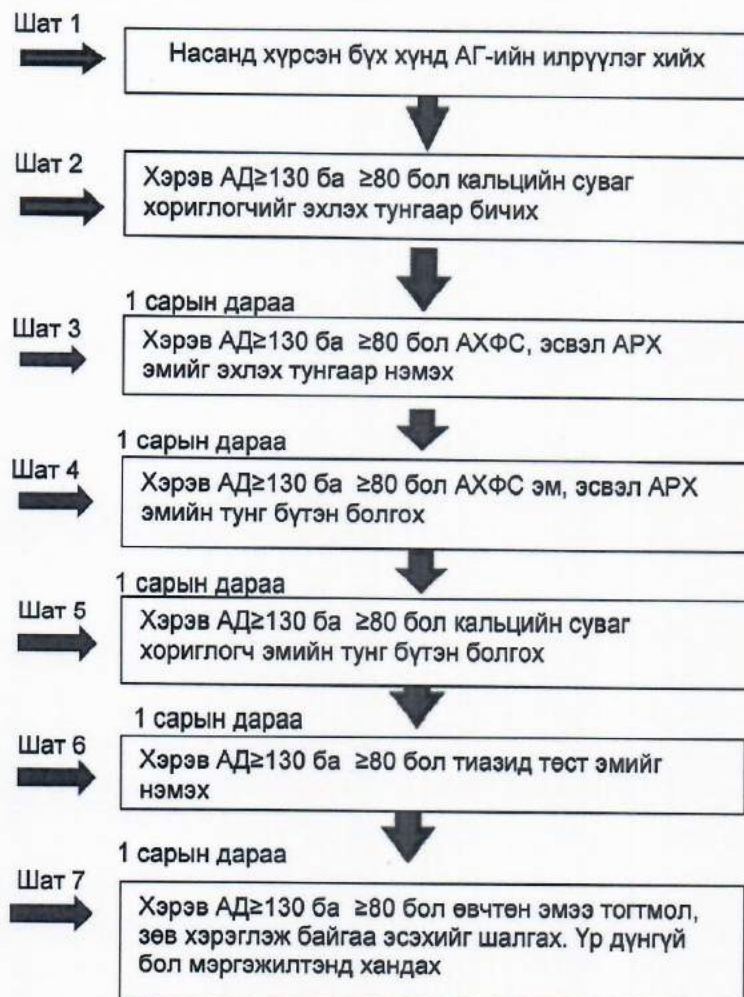 Шат 1
Насанд хүрсэн бүх хүнд АГ-ийн илрүүлэг хийх
Шат 2
Хэрэв АД≥130 ба ≥80 бол кальцийн суваг
хориглогчийг эхлэх тунгаар бичих
1 сарын дараа
Шат 3
Хэрэв АД≥130 ба ≥80 бол АХФС, эсвэл АРХ
эмийг эхлэх тунгаар нэмэх
1 сарын дараа
Шат 4
Хэрэв АД≥130 ба ≥80 бол АХФС эм, эсвэл АРХ
эмийн тунг бүтэн болгох
1 сарын дараа
Шат 5
Хэрэв АД≥130 ба ≥80 бол кальцийн суваг
хориглогч эмийн тунг бүтэн болгох
1 сарын дараа
Шат 6
Хэрэв АД≥130 ба ≥80 бол тиазид төст эмийг
нэмэх
1 сарын дараа
Шат 7
Хэрэв АД≥130 ба ≥80 бол өвчтөн эмээ тогтмол,
зөв хэрэглэж байгаа эсэхийг шалгах. Үр дүнгүй
бол мэргэжилтэнд хандах